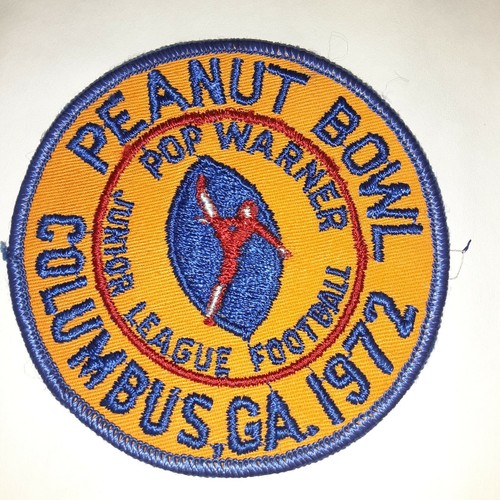 PEANUT BOWL
COLUMBUS, GA. 1972
POP WARNER
JUNIOR LEAGUE FOOTBALL